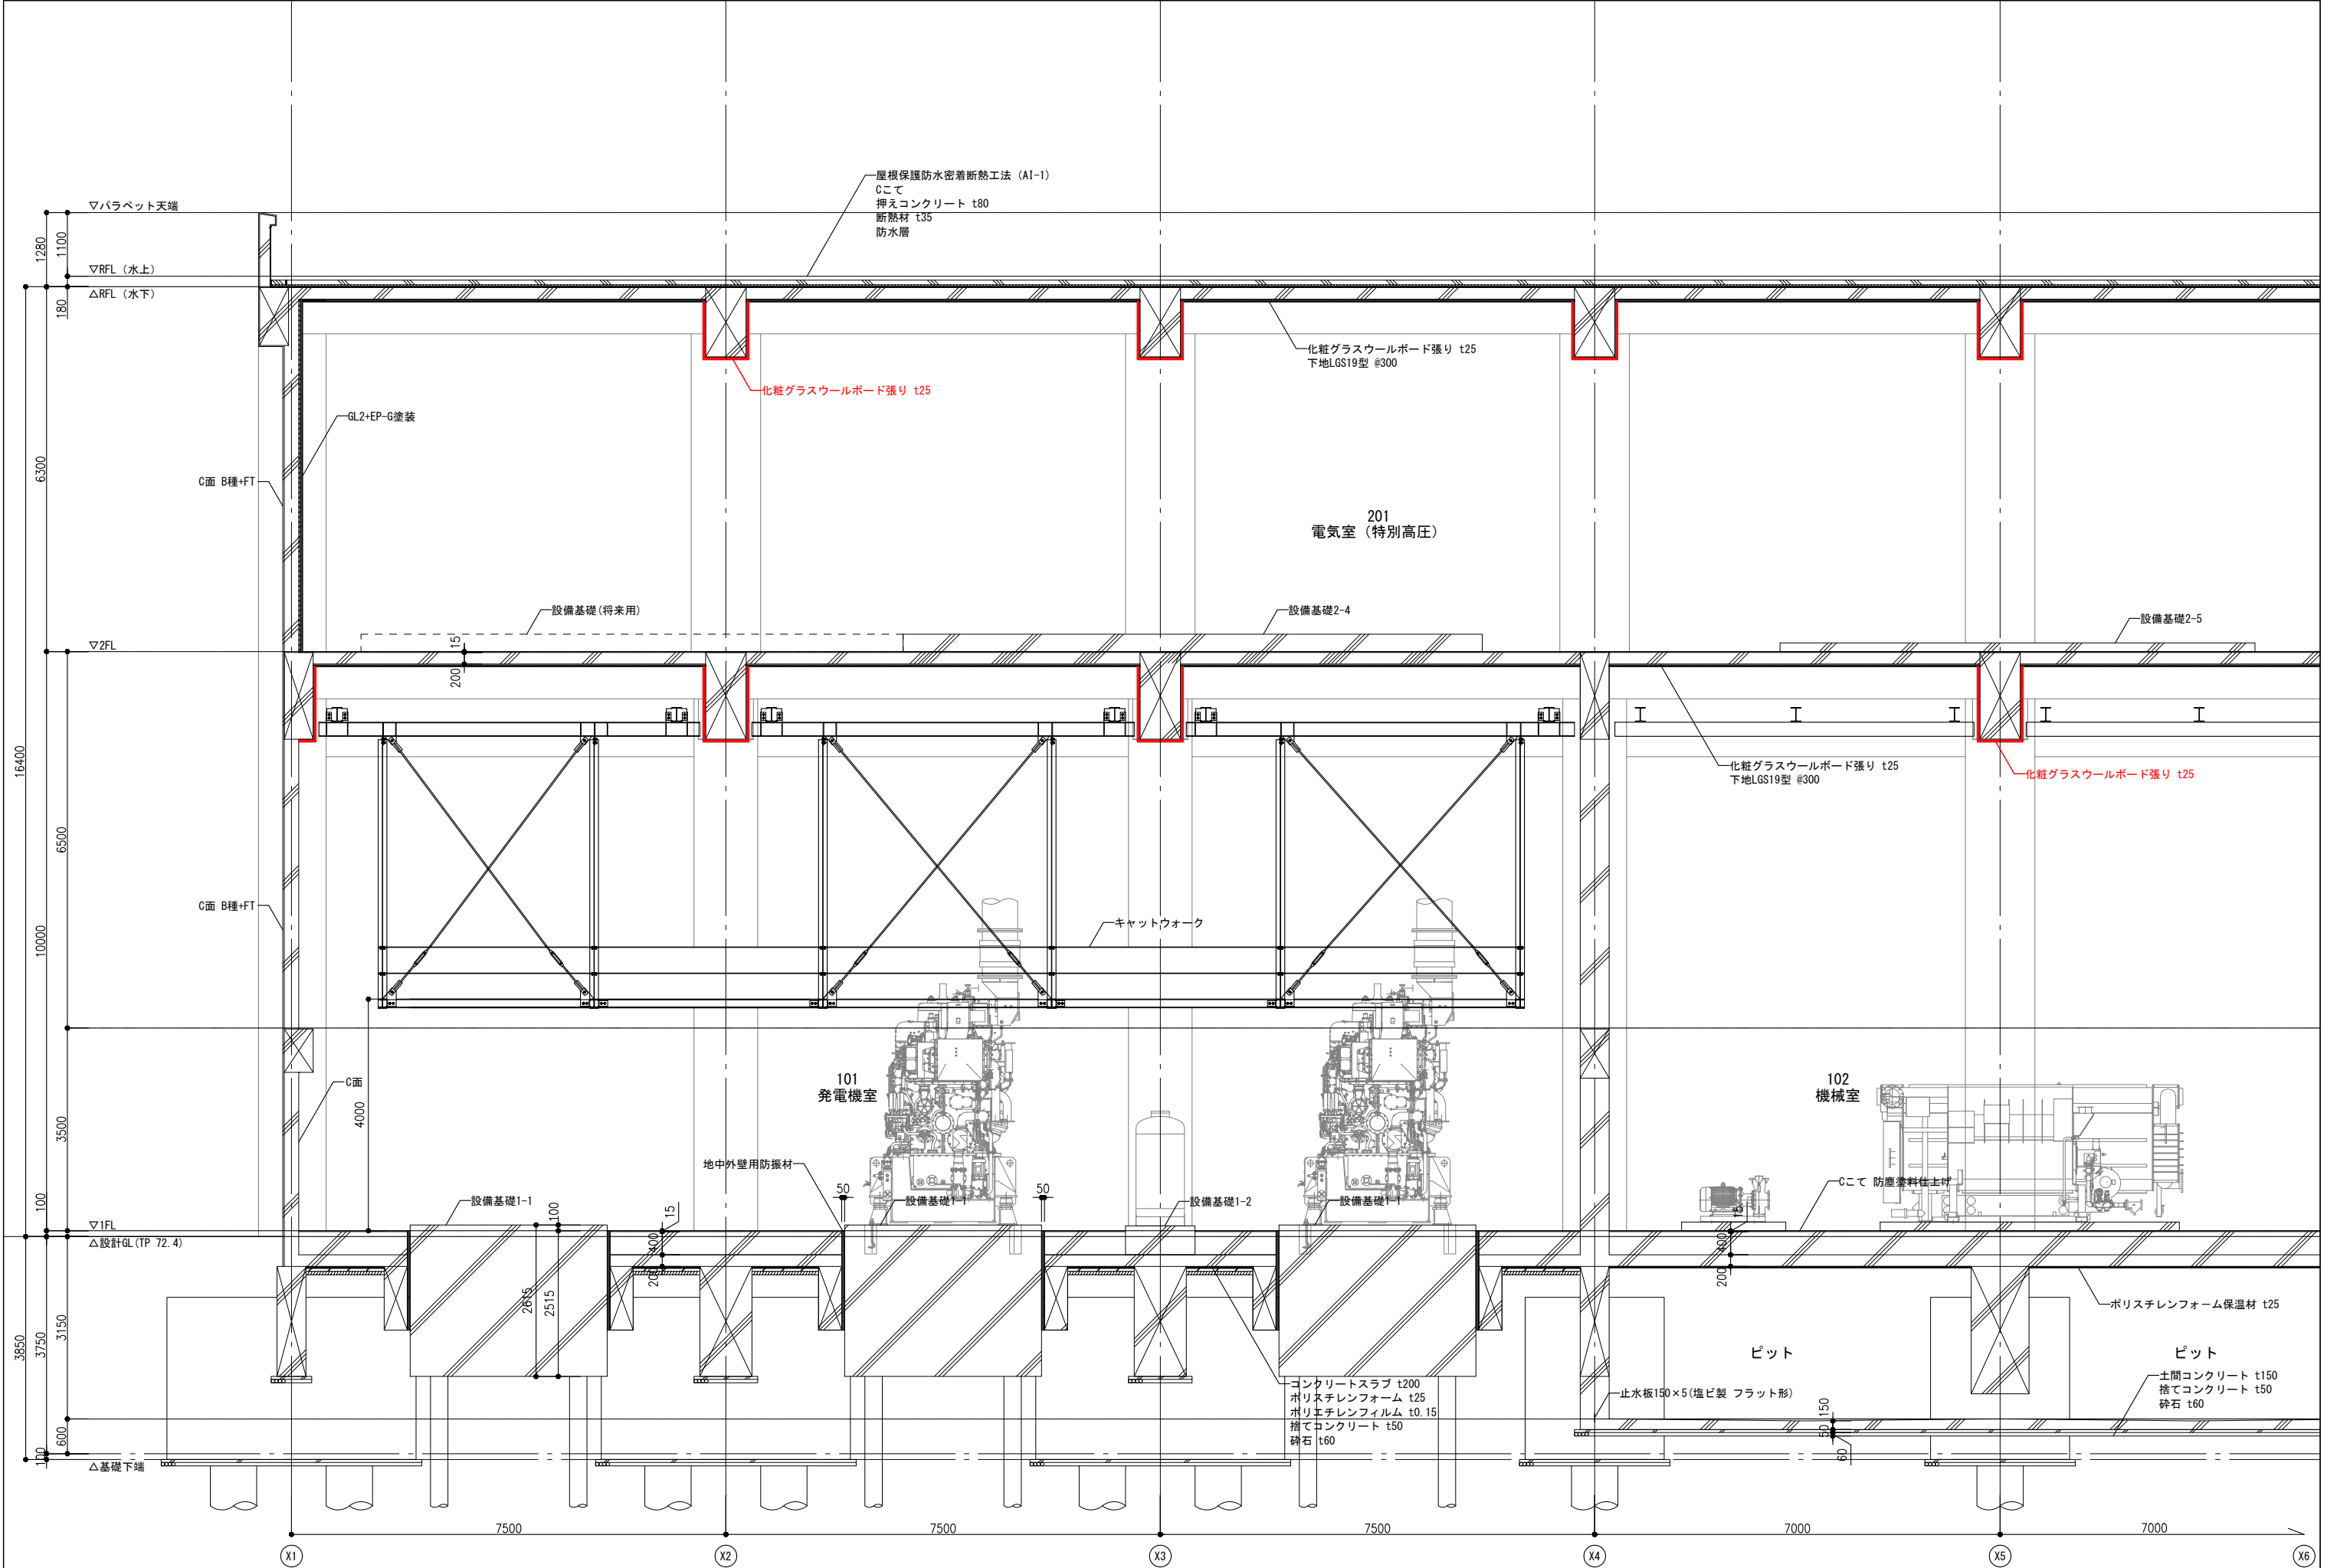 屋根保護防水密着断熱工法 (AI-1)
Cこて
押えコンクリート t80
断熱材 t35
防水層
▽パラペット天端
1280
1100
▽RFL (水上)
△RFL (水下)
180
化粧グラスウールボード張り t25
下地LGS19型 @300
化粧グラスウールボード張り t25
GL2+EP-G塗装
6300
C面 B種+FT
201
電気室 (特別高圧)
設備基礎(将来用)
設備基礎2-4
設備基礎2-5
▽2FL
15
200
16400
化粧グラスウールボード張り t25
下地LGS19型 @300
化粧グラスウールボード張り t25
6500
C面 B種+FT
10000
キャットウォーク
101
発電機室
102
機械室
C面
4000
3500
地中外壁用防振材
50
50
設備基礎1-1
設備基礎1-1
設備基礎1-2
設備基礎1-1
Cこて 防塵塗料仕上げ
100
100
15
15
▽1FL
△設計GL(TP 72.4)
400
200
400
200
2615
2515
ポリスチレンフォーム保温材 t25
3850
3750
3150
ピット
ピット
コンクリートスラブ t200
ポリスチレンフォーム t25
ポリエチレンフィルム t0.15
捨てコンクリート t50
砕石 t60
止水板150×5(塩ビ製 フラット形)
土間コンクリート t150
捨てコンクリート t50
砕石 t60
150
50
60
600
100
△基礎下端
7500
7500
7500
7000
7000
X1
X2
X3
X4
X5
X6